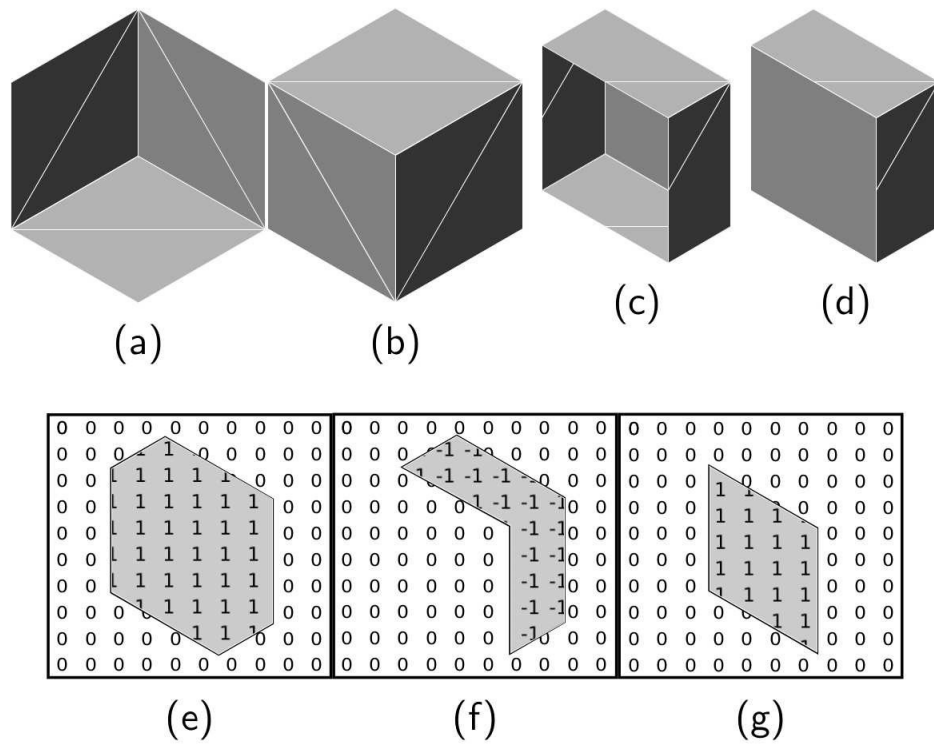 (a)
(b)
(c)
(d)
0 0 0 0 0 0 0 0 0 0 0 0 0 0 0 0 0 0 0 0 0 0 0 0 0 0 0 0 0 0
0 0 0 0 1 1 0 0 0 0 0 0 0 0 -1 -1 0 0 0 0 0 0 0 0 0 0 0 0 0 0
0 0 1 1 1 1 1 0 0 0 0 0 -1 -1 -1 -1 -1 0 0 0 0 0 0 1 1 0 0 0 0 0
0 0 1 1 1 1 1 1 0 0 0 0 0 0 0 -1 -1 -1 0 0 0 0 0 1 1 1 1 0 0 0
0 0 1 1 1 1 1 1 0 0 0 0 0 0 0 0 -1 -1 0 0 0 0 0 1 1 1 1 0 0 0
0 0 1 1 1 1 1 1 0 0 0 0 0 0 0 0 -1 -1 0 0 0 0 0 1 1 1 1 0 0 0
0 0 1 1 1 1 1 1 0 0 0 0 0 0 0 0 -1 -1 0 0 0 0 0 1 1 1 1 0 0 0
0 0 0 1 1 1 1 1 0 0 0 0 0 0 0 0 -1 -1 0 0 0 0 0 0 0 1 1 0 0 0
0 0 0 0 0 1 1 1 0 0 0 0 0 0 0 0 -1 0 0 0 0 0 0 0 0 0 1 0 0 0
0 0 0 0 0 0 0 0 0 0 0 0 0 0 0 0 0 0 0 0 0 0 0 0 0 0 0 0 0 0
(e)
(f)
(g)